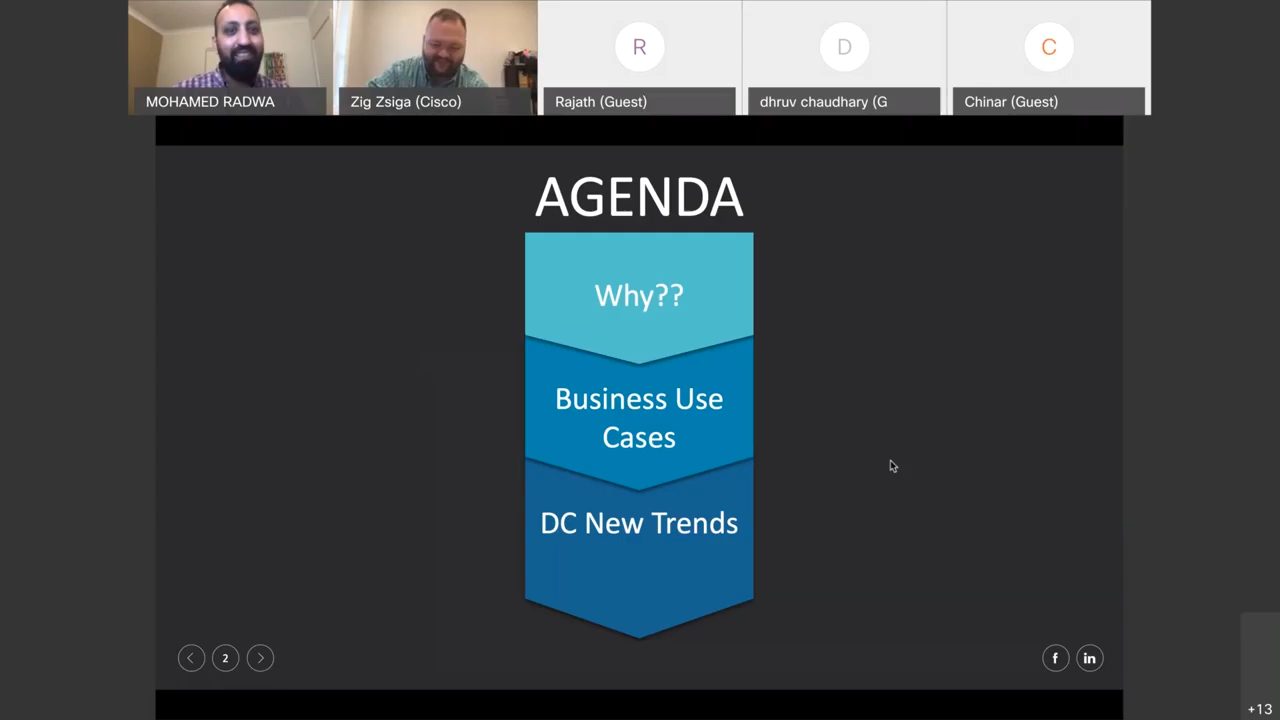 R
D
C
MOHAMED RADWA
Zig Zsiga (Cisco)
Rajath (Guest)
dhruv chaudhary (G
Chinar (Guest)
AGENDA
Why??
Business Use
Cases
DC New Trends
2
f
in
+13